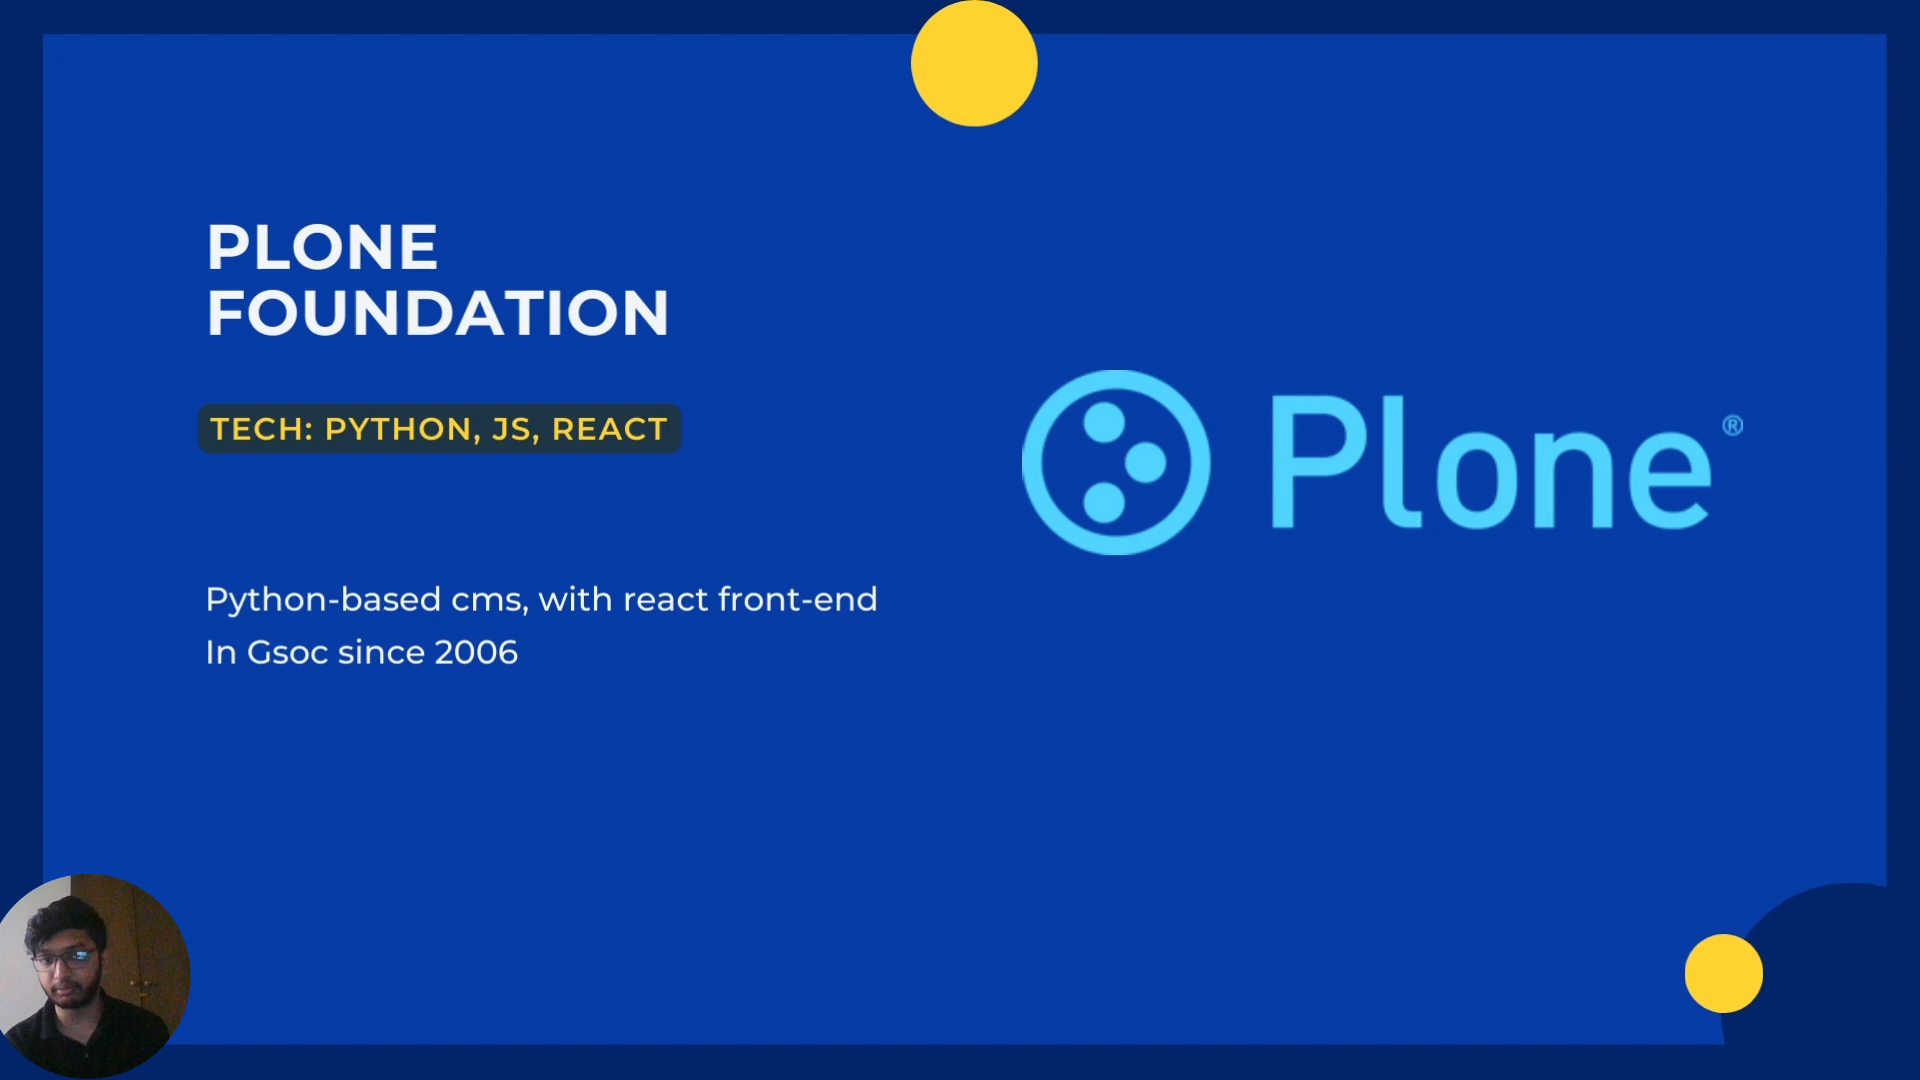 PLONE
FOUNDATION
TECH: PYTHON, JS, REACT
Plone®
Python-based cms, with react front-end
In Gsoc since 2006